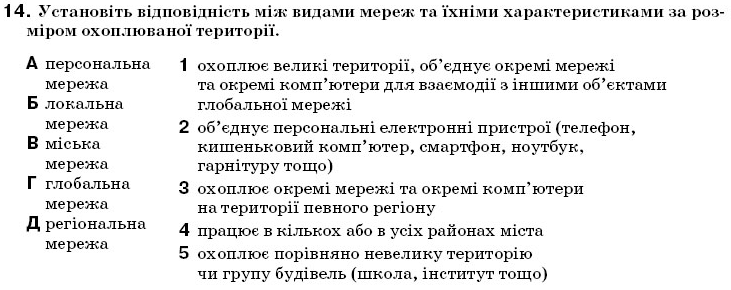 14. Установіть відповідність між видами мереж та їхніми характеристиками за роз-
міром охоплюваної території.
А персональна
мережа
Б локальна
мережа
В міська
мережа
Г глобальна
мережа
Д регіональна
мережа
1 охоплює великі території, об’єднує окремі мережі
та окремі комп’ютери для взаємодії з іншими об’єктами
глобальної мережі
2 об’єднує персональні електронні пристрої (телефон,
кишеньковий комп’ютер, смартфон, ноутбук,
гарнітуру тощо)
3 охоплює окремі мережі та окремі комп’ютери
на території певного регіону
4 працює в кількох або в усіх районах міста
5 охоплює порівняно невелику територію
чи групу будівель (школа, інститут тощо)